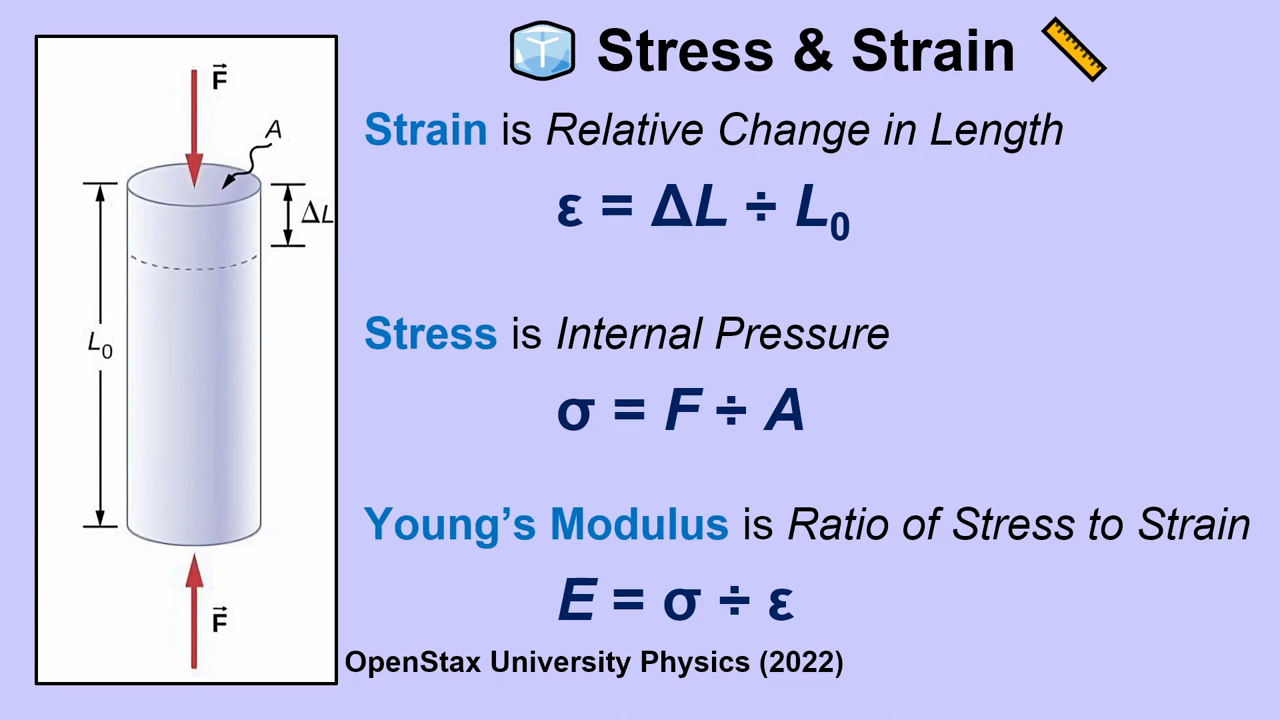 Stress & Strain
F⃗
A
ΔL
L₀
F⃗
Strain is Relative Change in Length
ε = ΔL ÷ L₀
Stress is Internal Pressure
σ = F ÷ A
Young’s Modulus is Ratio of Stress to Strain
E = σ ÷ ε
OpenStax University Physics (2022)